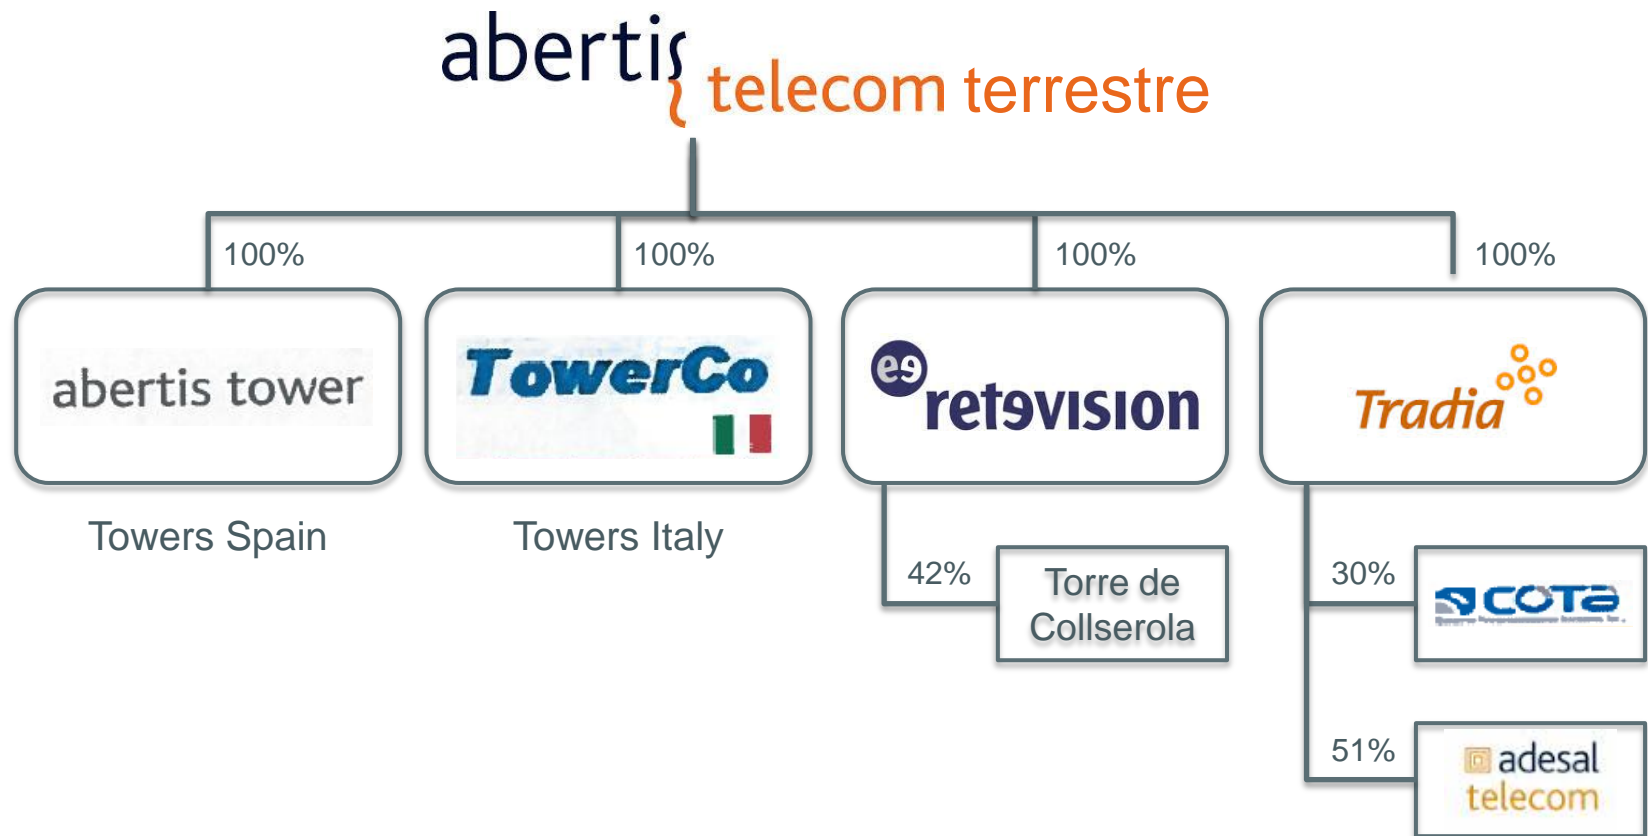 abertis telecom terrestre
100%
100%
100%
100%
abertis tower
TowerCo
retevision
Tradia
Towers Spain
Towers Italy
42%
Torre de
Collserola
30%
COTa
51%
adesal
telecom